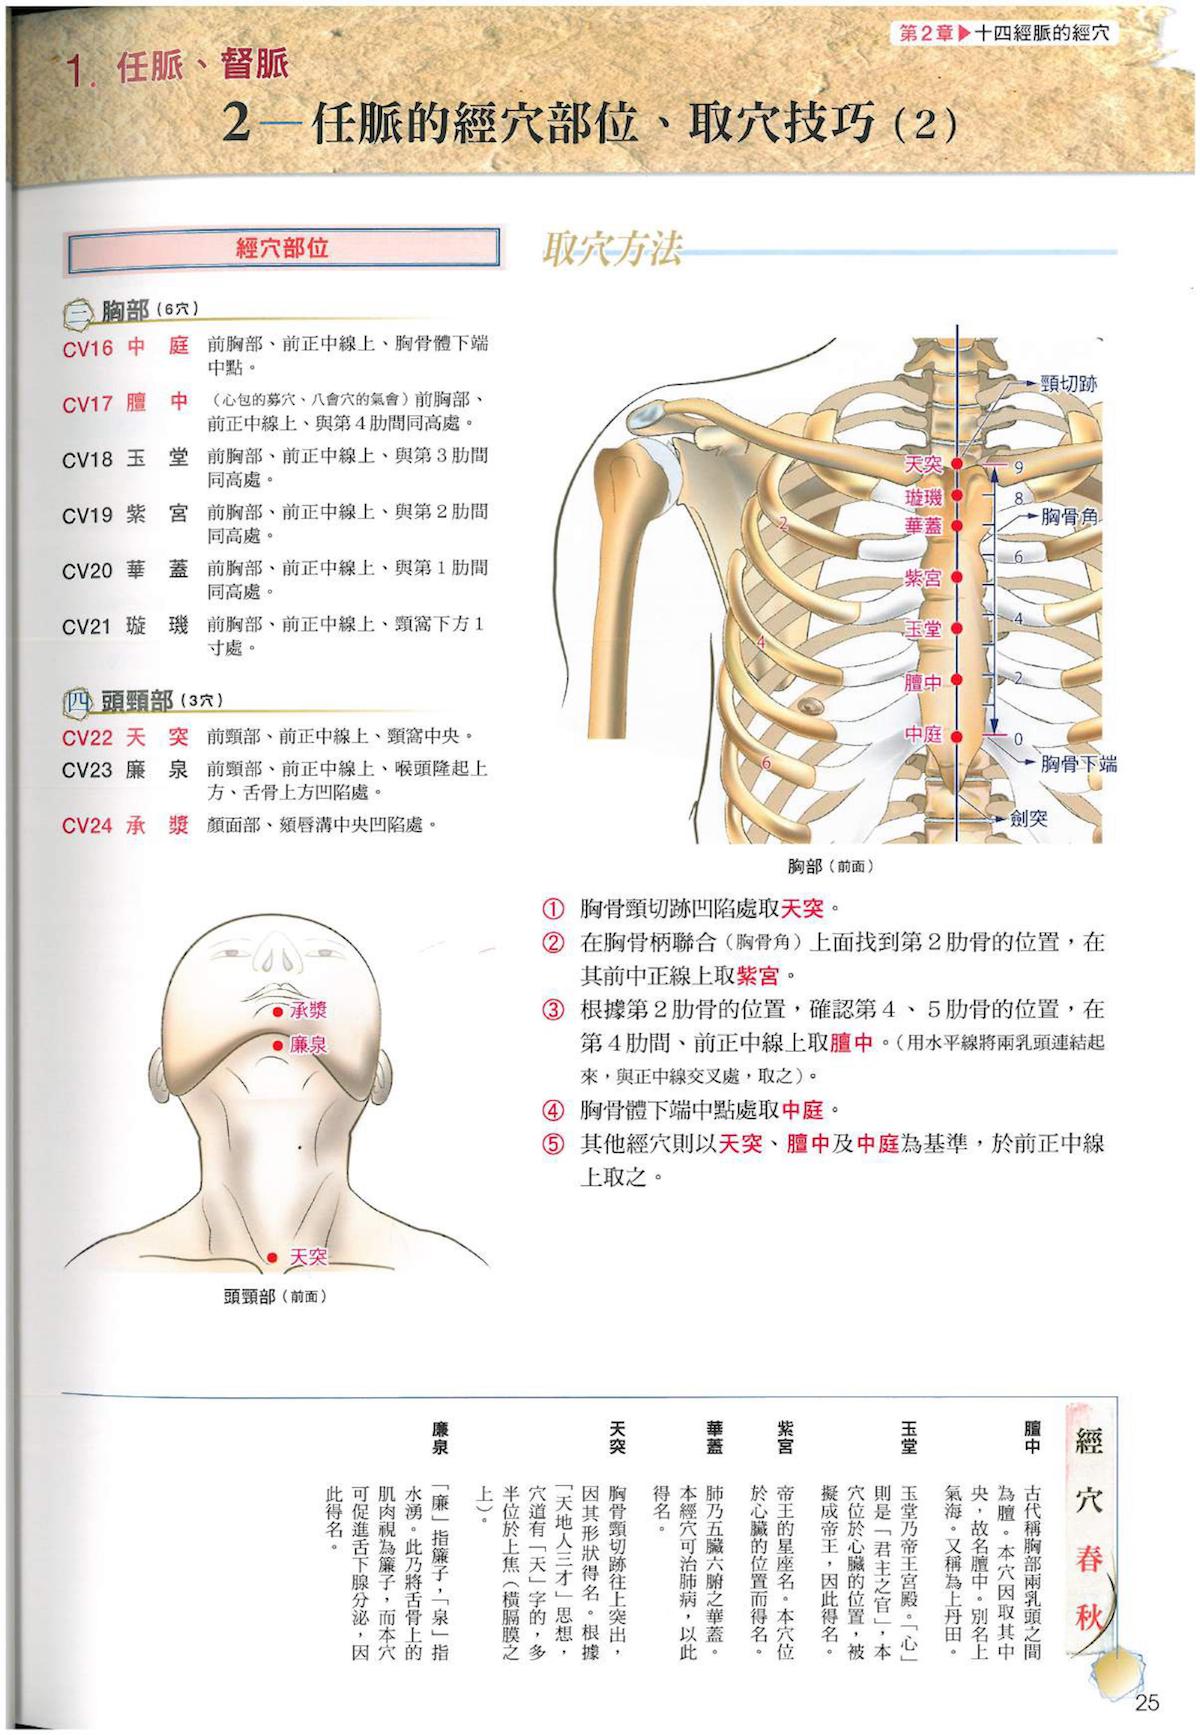 第2章▶十四經脈的經穴
1. 任脈、督脈
2—任脈的經穴部位、取穴技巧（2）
經穴部位
三 胸部（6穴）
CV16 中庭 前胸部、前正中線上、胸骨體下端
中點。
CV17 膻中 （心包的募穴、八會穴的氣會）前胸部、
前正中線上、與第4肋間同高處。
CV18 玉堂 前胸部、前正中線上、與第3肋間
同高處。
CV19 紫宮 前胸部、前正中線上、與第2肋間
同高處。
CV20 華蓋 前胸部、前正中線上、與第1肋間
同高處。
CV21 璇璣 前胸部、前正中線上、頸窩下方1
寸處。
四 頭頸部（3穴）
CV22 天突 前頸部、前正中線上、頸窩中央。
CV23 廉泉 前頸部、前正中線上、喉頭隆起上
方、舌骨上方凹陷處。
CV24 承漿 顏面部、頦唇溝中央凹陷處。
承漿
廉泉
天突
頭頸部（前面）
取穴方法
頸切跡
天突
9
璇璣
8
華蓋
胸骨角
2
6
紫宮
4
玉堂
4
膻中
2
中庭
0
6
胸骨下端
劍突
胸部（前面）
① 胸骨頸切跡凹陷處取天突。
② 在胸骨柄聯合（胸骨角）上面找到第2肋骨的位置，在
其前中正線上取紫宮。
③ 根據第2肋骨的位置，確認第4、5肋骨的位置，在
第4肋間、前正中線上取膻中。（用水平線將兩乳頭連結起
來，與正中線交叉處，取之）。
④ 胸骨體下端中點處取中庭。
⑤ 其他經穴則以天突、膻中及中庭為基準，於前正中線
上取之。
經穴春秋
膻中
古代稱胸部兩乳頭之間
為膻。本穴因取其中
央，故名膻中。別名上
氣海。又稱為上丹田。
玉堂
玉堂乃帝王宮殿。「心」
則是「君主之官」，本
穴位於心臟的位置，被
擬成帝王，因此得名。
紫宮
帝王的星座名。本穴位
於心臟的位置而得名。
華蓋
肺乃五臟六腑之華蓋。
本經穴可治肺病，以此
得名。
天突
胸骨頸切跡往上突出，
因其形狀得名。根據
「天地人三才」思想，
穴道有「天」字的，多
半位於上焦（橫膈膜之
上）。
廉泉
「廉」指簾子，「泉」指
水湧。此乃將舌骨上的
肌肉視為簾子，而本穴
可促進舌下腺分泌，因
此得名。
25